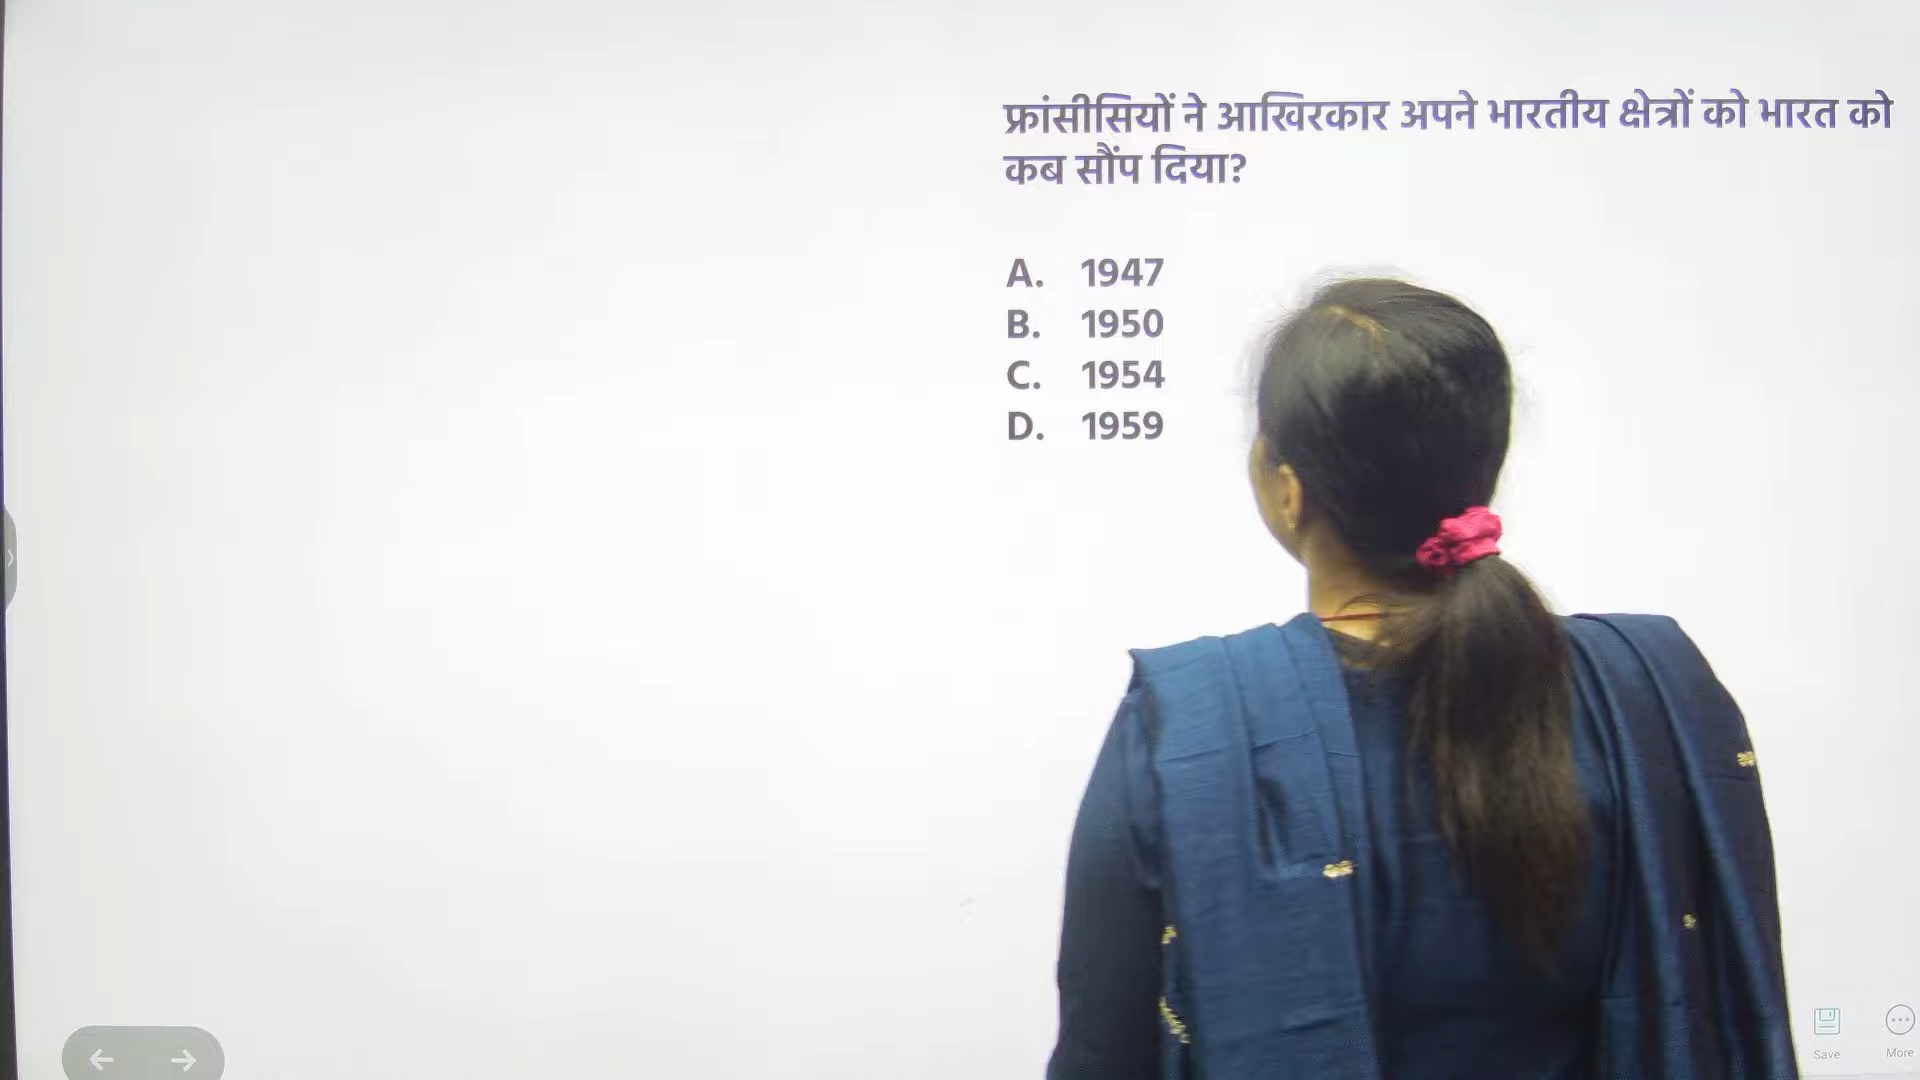 फ्रांसीसियों ने आखिरकार अपने भारतीय क्षेत्रों को भारत को
कब सौंप दिया?
A. 1947
B. 1950
C. 1954
D. 1959
Save
More